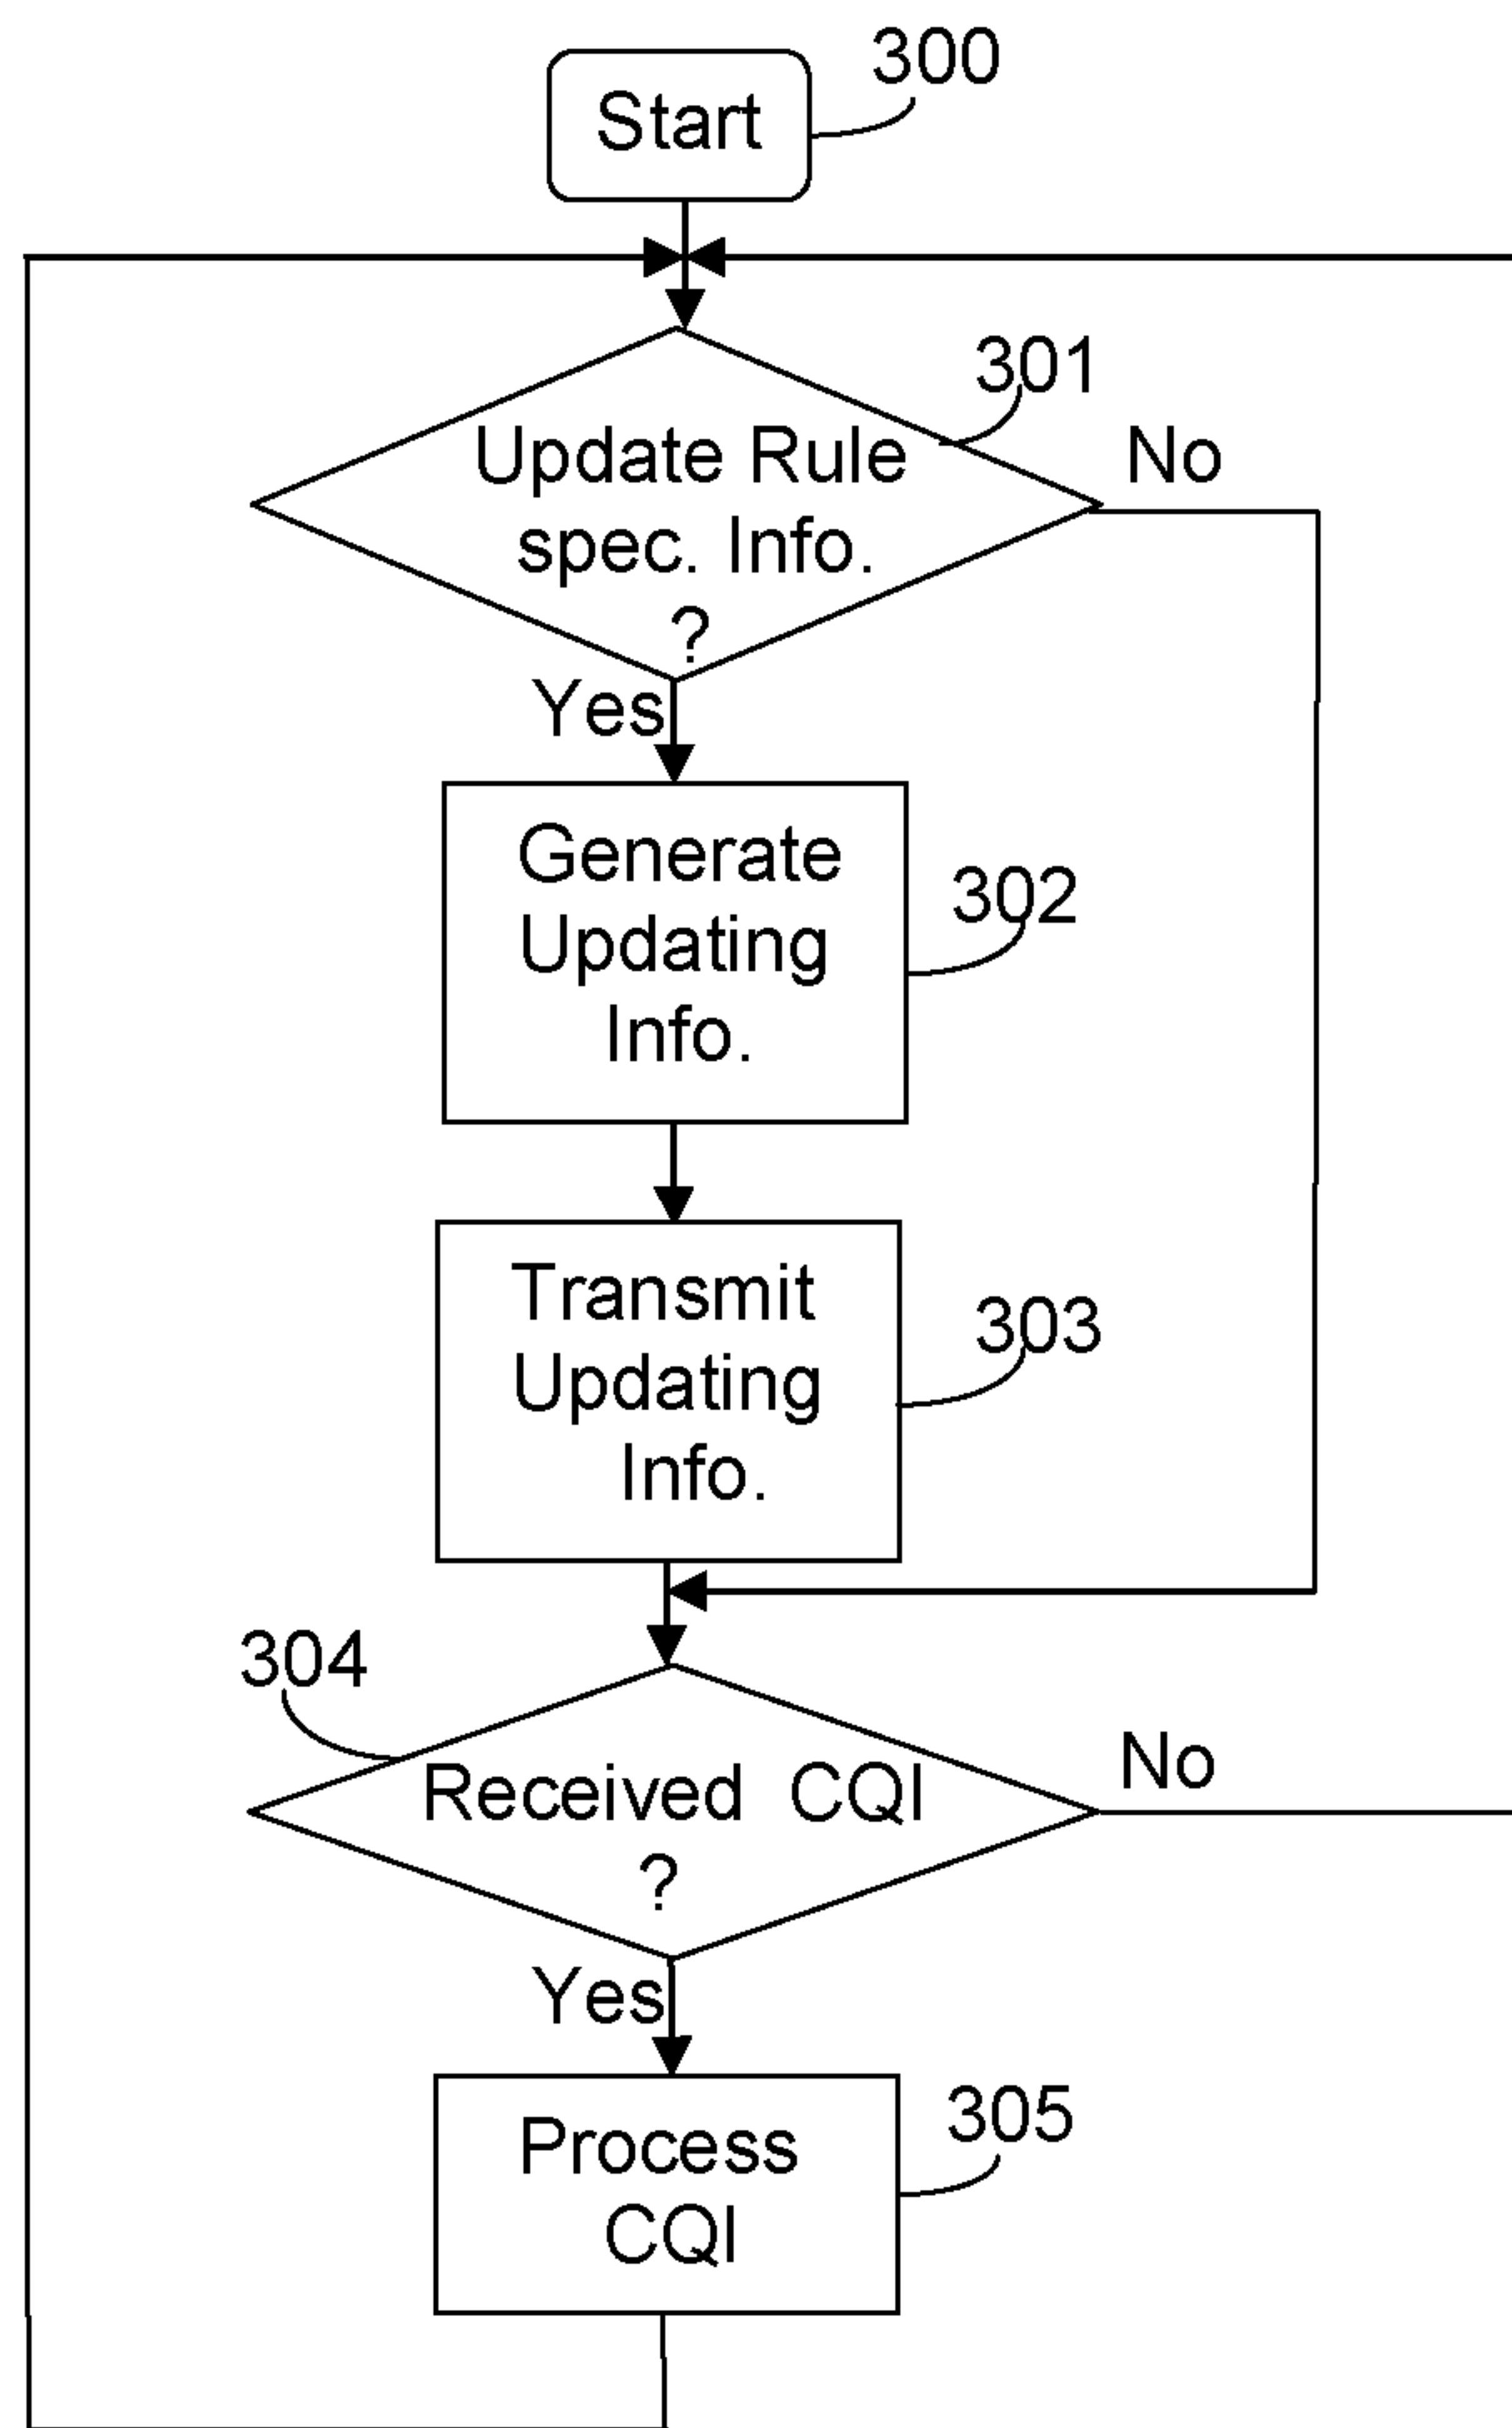 300
Start
301
Update Rule
No
spec. Info.
?
Yes
Generate
302
Updating
Info.
Transmit
303
Updating
Info.
304
Received CQI
No
?
Yes
Process
305
CQI